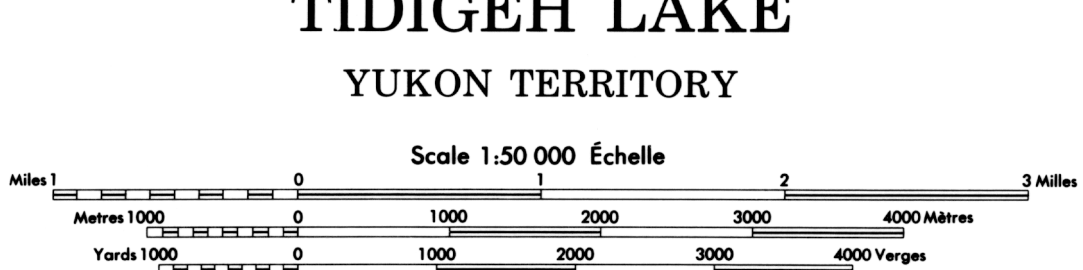 TIDIGEH LAKE
YUKON TERRITORY
Scale 1:50 000 Échelle
Miles 1 0 1 2 3 Milles
Metres 1000 0 1000 2000 3000 4000 Mètres
Yards 1000 0 1000 2000 3000 4000 Verges